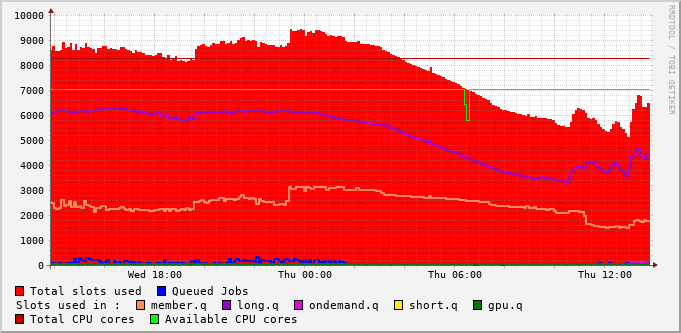 RRDTOOL / TOBI OETIKER
10000
9000
8000
7000
6000
5000
4000
3000
2000
1000
0
Wed 18:00 Thu 00:00 Thu 06:00 Thu 12:00
Total slots used Queued Jobs
Slots used in : member.q long.q ondemand.q short.q gpu.q
Total CPU cores Available CPU cores